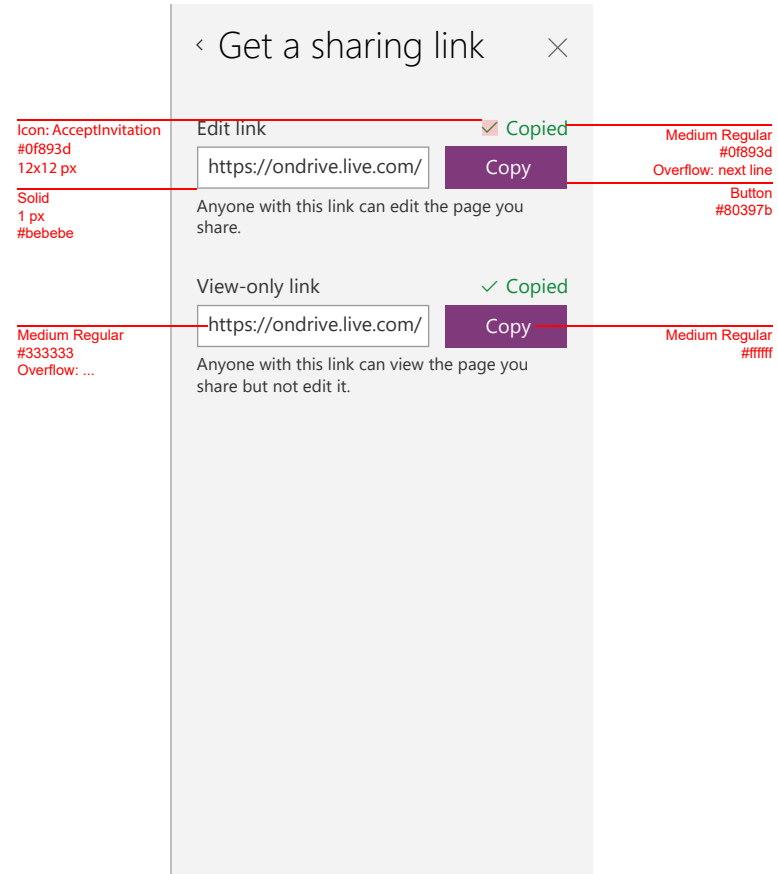 Get a sharing link
Icon: AcceptInvitation
#0f893d
12x12 px
Edit link
Copied
Medium Regular
#0f893d
Overflow: next line
https://ondrive.live.com/
Copy
Solid
1 px
#bebebe
Button
#80397b
Anyone with this link can edit the page you
share.
View-only link
Copied
https://ondrive.live.com/
Copy
Medium Regular
#333333
Overflow: ...
Medium Regular
#ffffff
Anyone with this link can view the page you
share but not edit it.